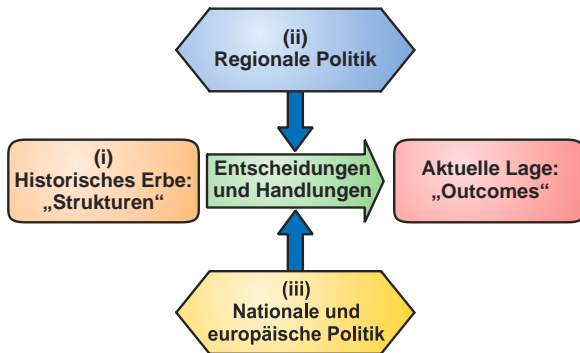 (ii)
Regionale Politik
(i)
Historisches Erbe:
„Strukturen“
Entscheidungen
und Handlungen
Aktuelle Lage:
„Outcomes“
(iii)
Nationale und
europäische Politik